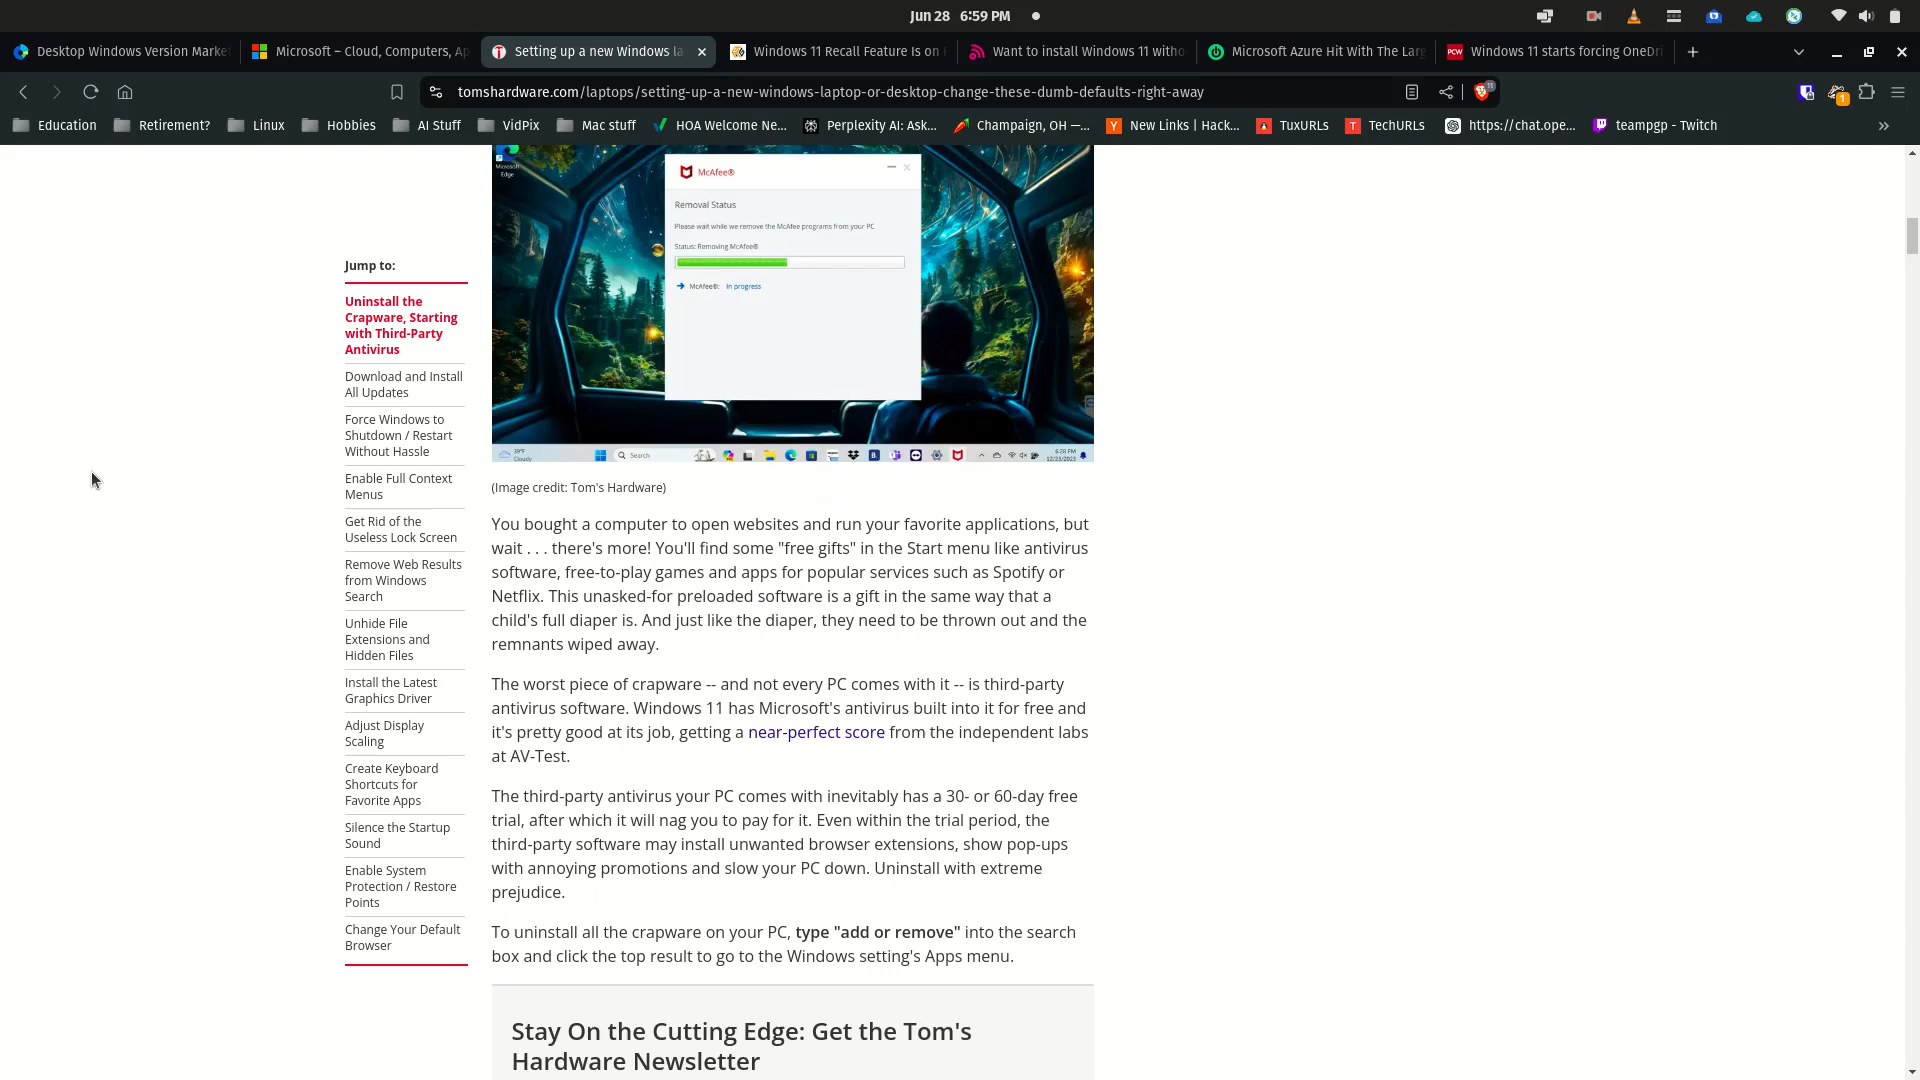 Jun 28 6:59 PM
Desktop Windows Version Marke
Microsoft – Cloud, Computers, Ap
Setting up a new Windows la
Windows 11 Recall Feature Is on
Want to install Windows 11 witho
Microsoft Azure Hit With The Larg
PCW
Windows 11 starts forcing OneDri
tomshardware.com/laptops/setting-up-a-new-windows-laptop-or-desktop-change-these-dumb-defaults-right-away
11
1
Education
Retirement?
Linux
Hobbies
AI Stuff
VidPix
Mac stuff
HOA Welcome Ne...
Perplexity AI: Ask...
Champaign, OH —...
New Links | Hack...
TuxURLs
TechURLs
https://chat.ope...
teampgp - Twitch
Microsoft
Edge
McAfee®
Removal Status
Please wait while we remove the McAfee programs from your PC
Status: Removing McAfee®
McAfee®: In progress
39°F
Cloudy
Search
6:20 PM
12/23/2023
Jump to:
Uninstall the
Crapware, Starting
with Third-Party
Antivirus
Download and Install
All Updates
Force Windows to
Shutdown / Restart
Without Hassle
Enable Full Context
Menus
Get Rid of the
Useless Lock Screen
Remove Web Results
from Windows
Search
Unhide File
Extensions and
Hidden Files
Install the Latest
Graphics Driver
Adjust Display
Scaling
Create Keyboard
Shortcuts for
Favorite Apps
Silence the Startup
Sound
Enable System
Protection / Restore
Points
Change Your Default
Browser
(Image credit: Tom's Hardware)
You bought a computer to open websites and run your favorite applications, but
wait . . . there's more! You'll find some "free gifts" in the Start menu like antivirus
software, free-to-play games and apps for popular services such as Spotify or
Netflix. This unasked-for preloaded software is a gift in the same way that a
child's full diaper is. And just like the diaper, they need to be thrown out and the
remnants wiped away.
The worst piece of crapware -- and not every PC comes with it -- is third-party
antivirus software. Windows 11 has Microsoft's antivirus built into it for free and
it's pretty good at its job, getting a near-perfect score from the independent labs
at AV-Test.
The third-party antivirus your PC comes with inevitably has a 30- or 60-day free
trial, after which it will nag you to pay for it. Even within the trial period, the
third-party software may install unwanted browser extensions, show pop-ups
with annoying promotions and slow your PC down. Uninstall with extreme
prejudice.
To uninstall all the crapware on your PC, type "add or remove" into the search
box and click the top result to go to the Windows setting's Apps menu.
Stay On the Cutting Edge: Get the Tom's
Hardware Newsletter